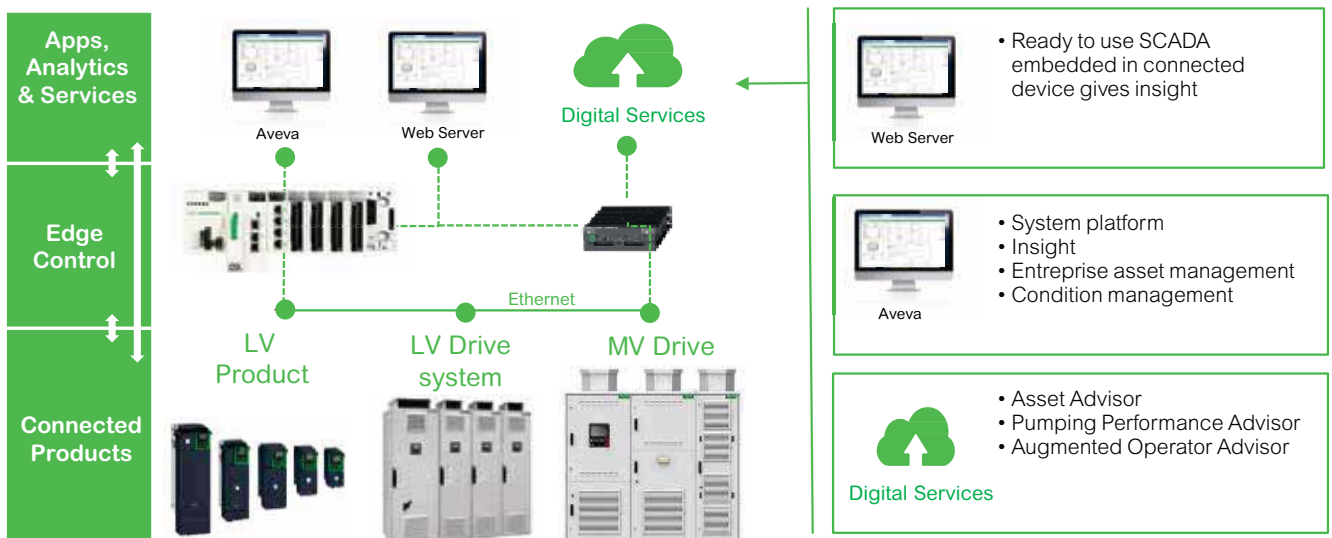 Apps,
Analytics
& Services
Edge
Control
Connected
Products
Aveva
Web Server
Digital Services
Ethernet
LV
Product
LV Drive
system
MV Drive
Web Server
• Ready to use SCADA
embedded in connected
device gives insight
Aveva
• System platform
• Insight
• Entreprise asset management
• Condition management
Digital Services
• Asset Advisor
• Pumping Performance Advisor
• Augmented Operator Advisor